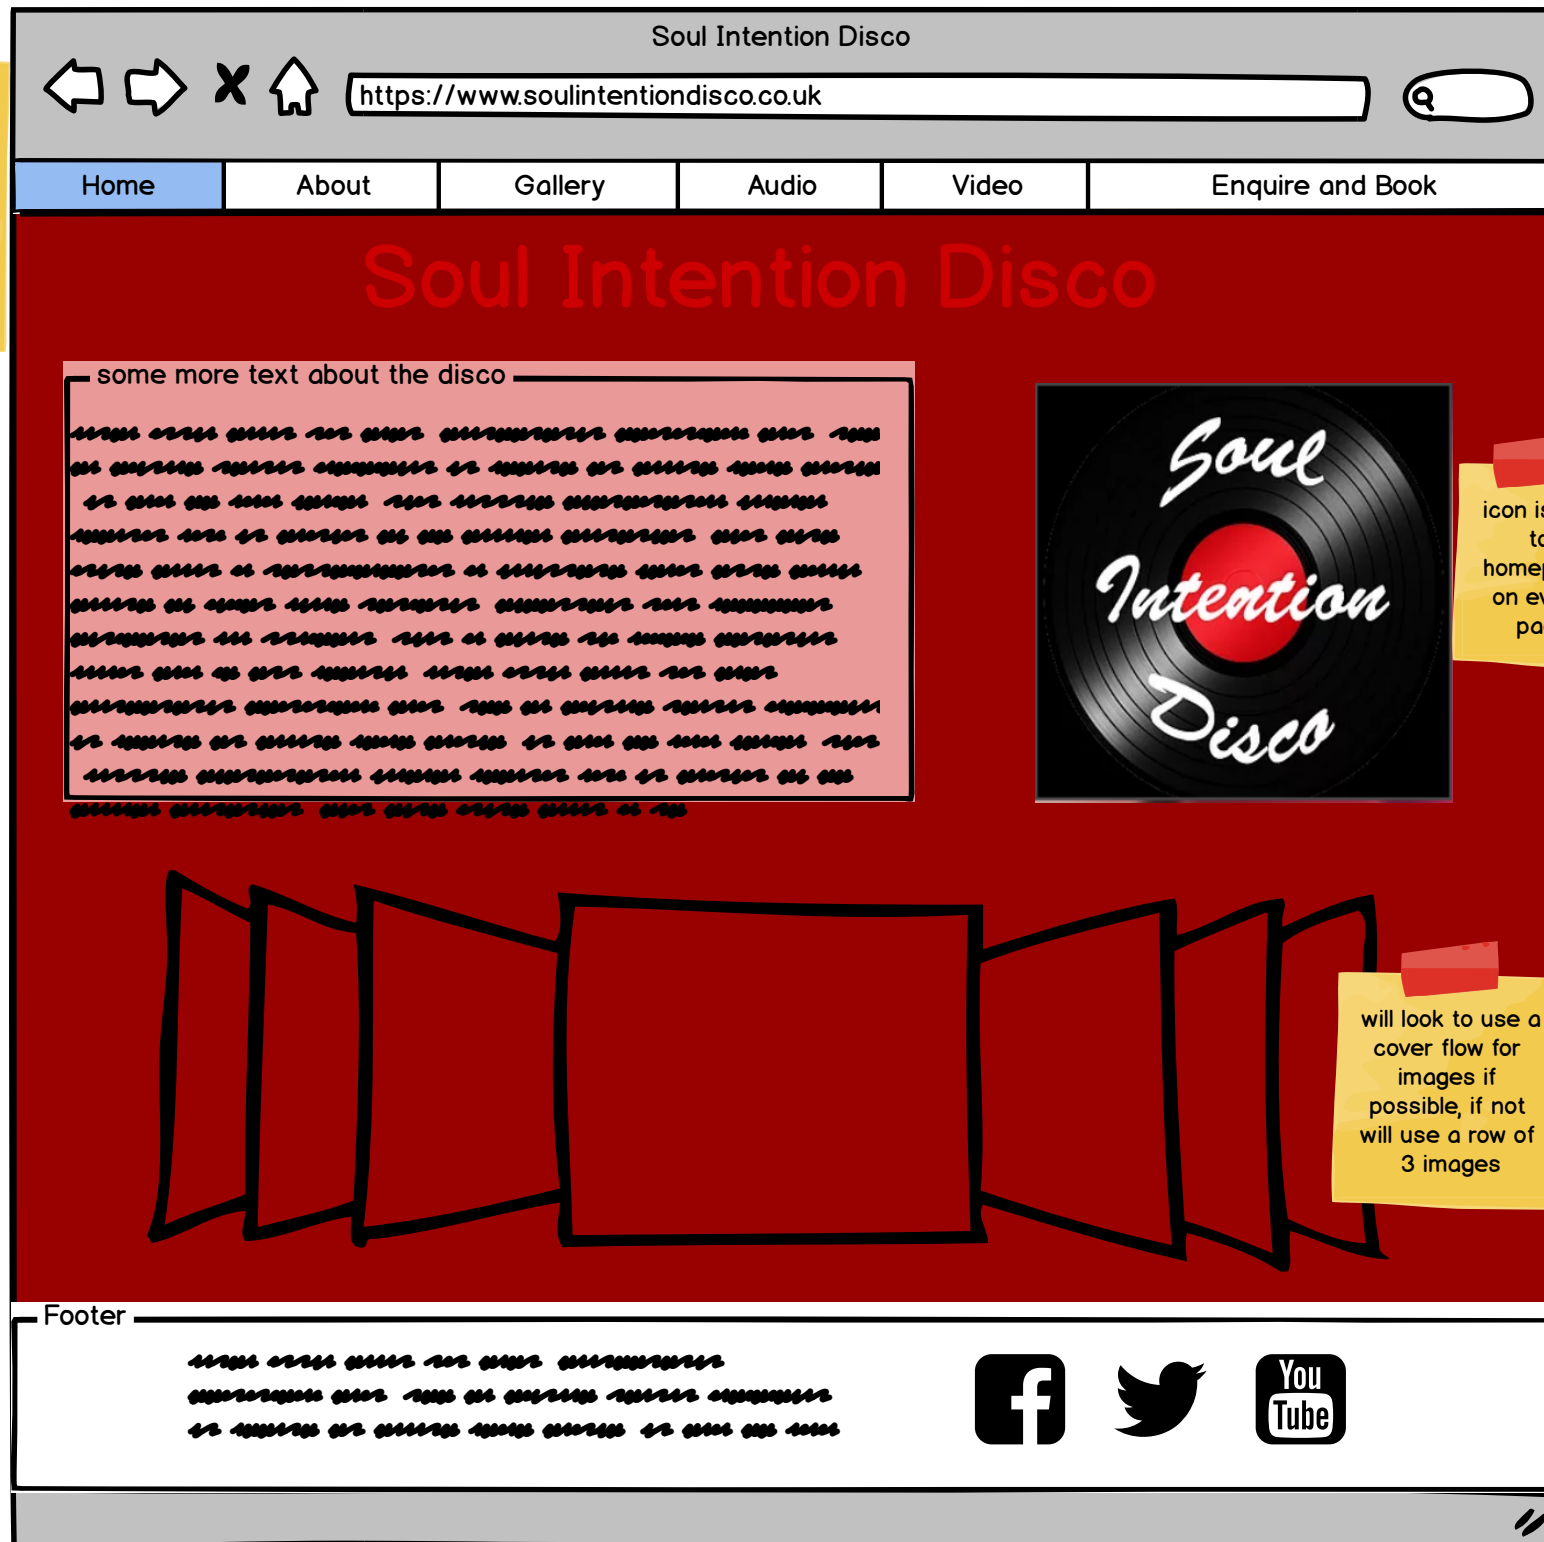 Soul Intention Disco
https://www.soulintentiondisco.co.uk
Home About Gallery Audio Video Enquire and Book
Soul Intention Disco
some more text about the disco
Soul
Intention
Disco
icon
on
will look to use a
cover flow for
images if
possible, if not
will use a row of
3 images
Footer
You
Tube